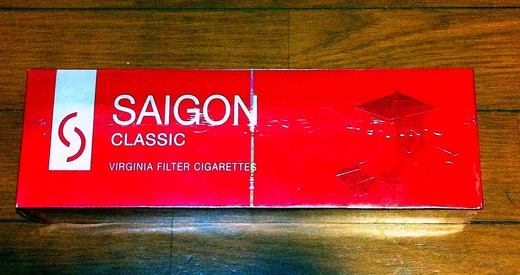 SAIGON
CLASSIC
VIRGINIA FILTER CIGARETTES